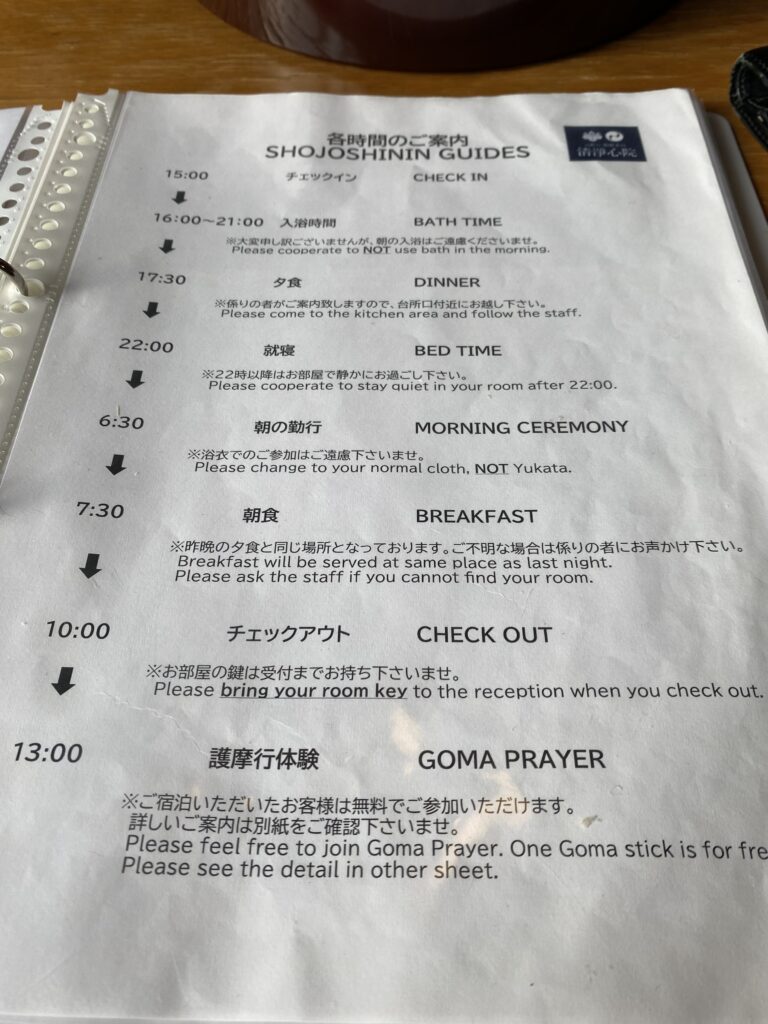 各時間のご案内
SHOJOSHININ GUIDES
清浄心院
15:00 チェックイン CHECK IN
16:00～21:00 入浴時間 BATH TIME
※大変申し訳ございませんが、朝の入浴はご遠慮くださいませ。
Please cooperate to NOT use bath in the morning.
17:30 夕食 DINNER
※係りの者がご案内致しますので、台所口付近にお越し下さい。
Please come to the kitchen area and follow the staff.
22:00 就寝 BED TIME
※22時以降はお部屋で静かにお過ごし下さい。
Please cooperate to stay quiet in your room after 22:00.
6:30 朝の勤行 MORNING CEREMONY
※浴衣でのご参加はご遠慮下さいませ。
Please change to your normal cloth, NOT Yukata.
7:30 朝食 BREAKFAST
※昨晩の夕食と同じ場所となっております。ご不明な場合は係りの者にお声かけ下さい。
Breakfast will be served at same place as last night.
Please ask the staff if you cannot find your room.
10:00 チェックアウト CHECK OUT
※お部屋の鍵は受付までお持ち下さいませ。
Please bring your room key to the reception when you check out.
13:00 護摩行体験 GOMA PRAYER
※ご宿泊いただいたお客様は無料でご参加いただけます。
詳しいご案内は別紙をご確認下さいませ。
Please feel free to join Goma Prayer. One Goma stick is for fre
Please see the detail in other sheet.